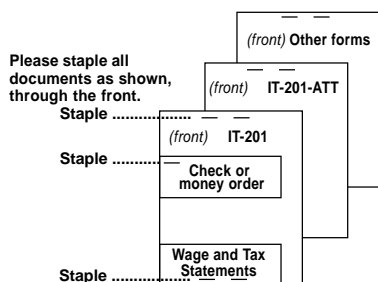 (front) Other forms
Please staple all
documents as shown,
through the front.
(front) IT-201-ATT
Staple ..................
(front) IT-201
Staple ...........
Check or
money order
Wage and Tax
Statements
Staple ..................